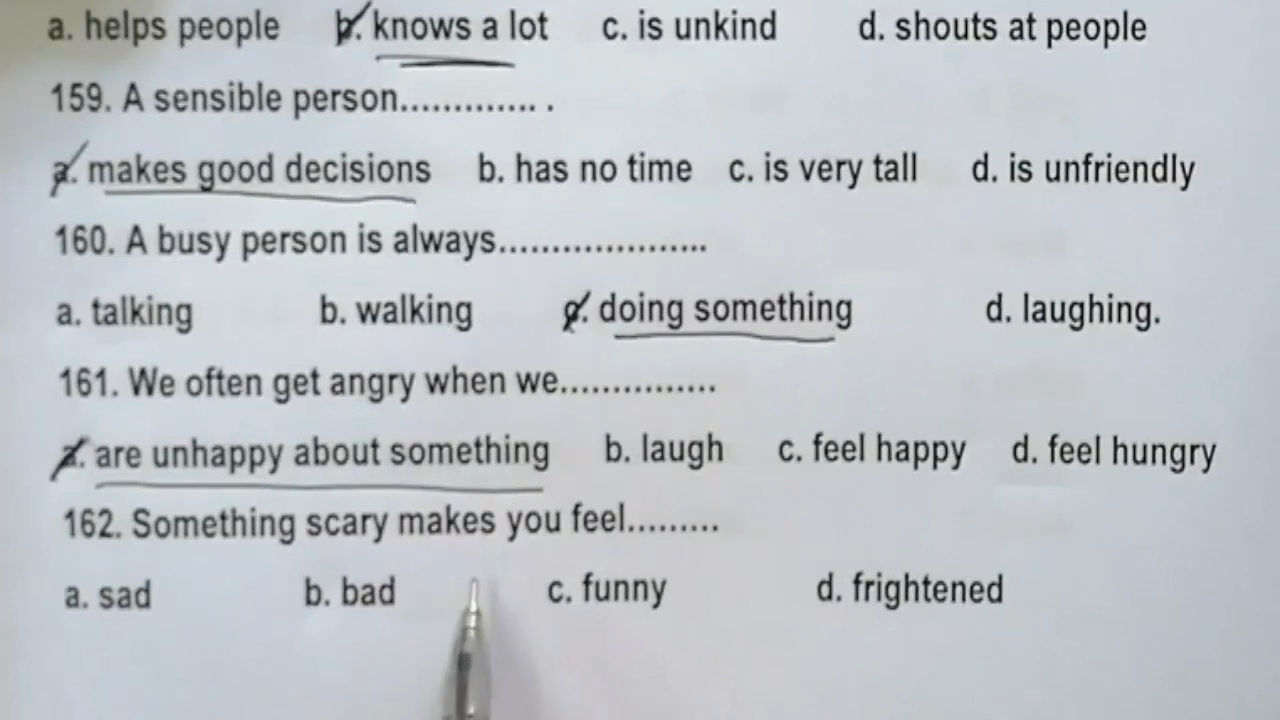 a. helps people b. knows a lot c. is unkind d. shouts at people
159. A sensible person.............. .
a. makes good decisions b. has no time c. is very tall d. is unfriendly
160. A busy person is always....................
a. talking b. walking c. doing something d. laughing.
161. We often get angry when we...............
a. are unhappy about something b. laugh c. feel happy d. feel hungry
162. Something scary makes you feel.........
a. sad b. bad c. funny d. frightened